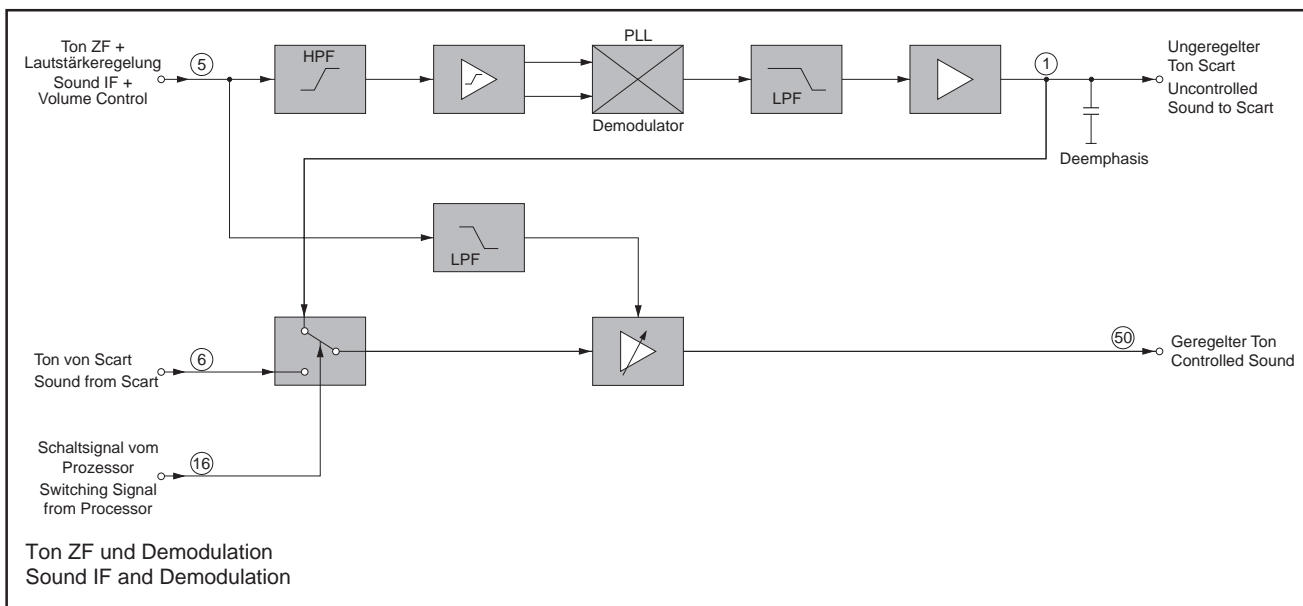 Ton ZF +
Lautstärkeregelung
Sound IF +
Volume Control
5
HPF
PLL
Demodulator
LPF
1
Deemphasis
Ungeregelter
Ton Scart
Uncontrolled
Sound to Scart
LPF
Ton von Scart
Sound from Scart
6
50
Geregelter Ton
Controlled Sound
Schaltsignal vom
Prozessor
Switching Signal
from Processor
16
Ton ZF und Demodulation
Sound IF and Demodulation